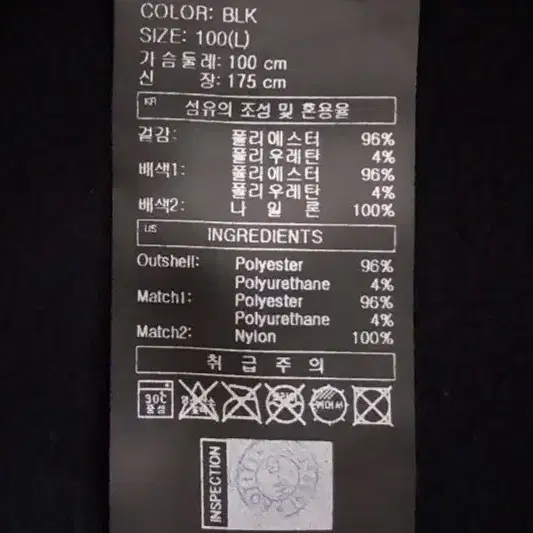 COLOR: BLK
SIZE: 100(L)
가슴둘레: 100 cm
신 장: 175 cm
KR 섬유의 조성 및 혼용율
겉감: 폴리에스터 96%
폴리우레탄 4%
배색1: 폴리에스터 96%
폴리우레탄 4%
배색2: 나 일 론 100%
US INGREDIENTS
Outshell: Polyester 96%
Polyurethane 4%
Match1: Polyester 96%
Polyurethane 4%
Match2: Nylon 100%
취 급 주 의
30℃
중성
뉘어서
INSPECTION